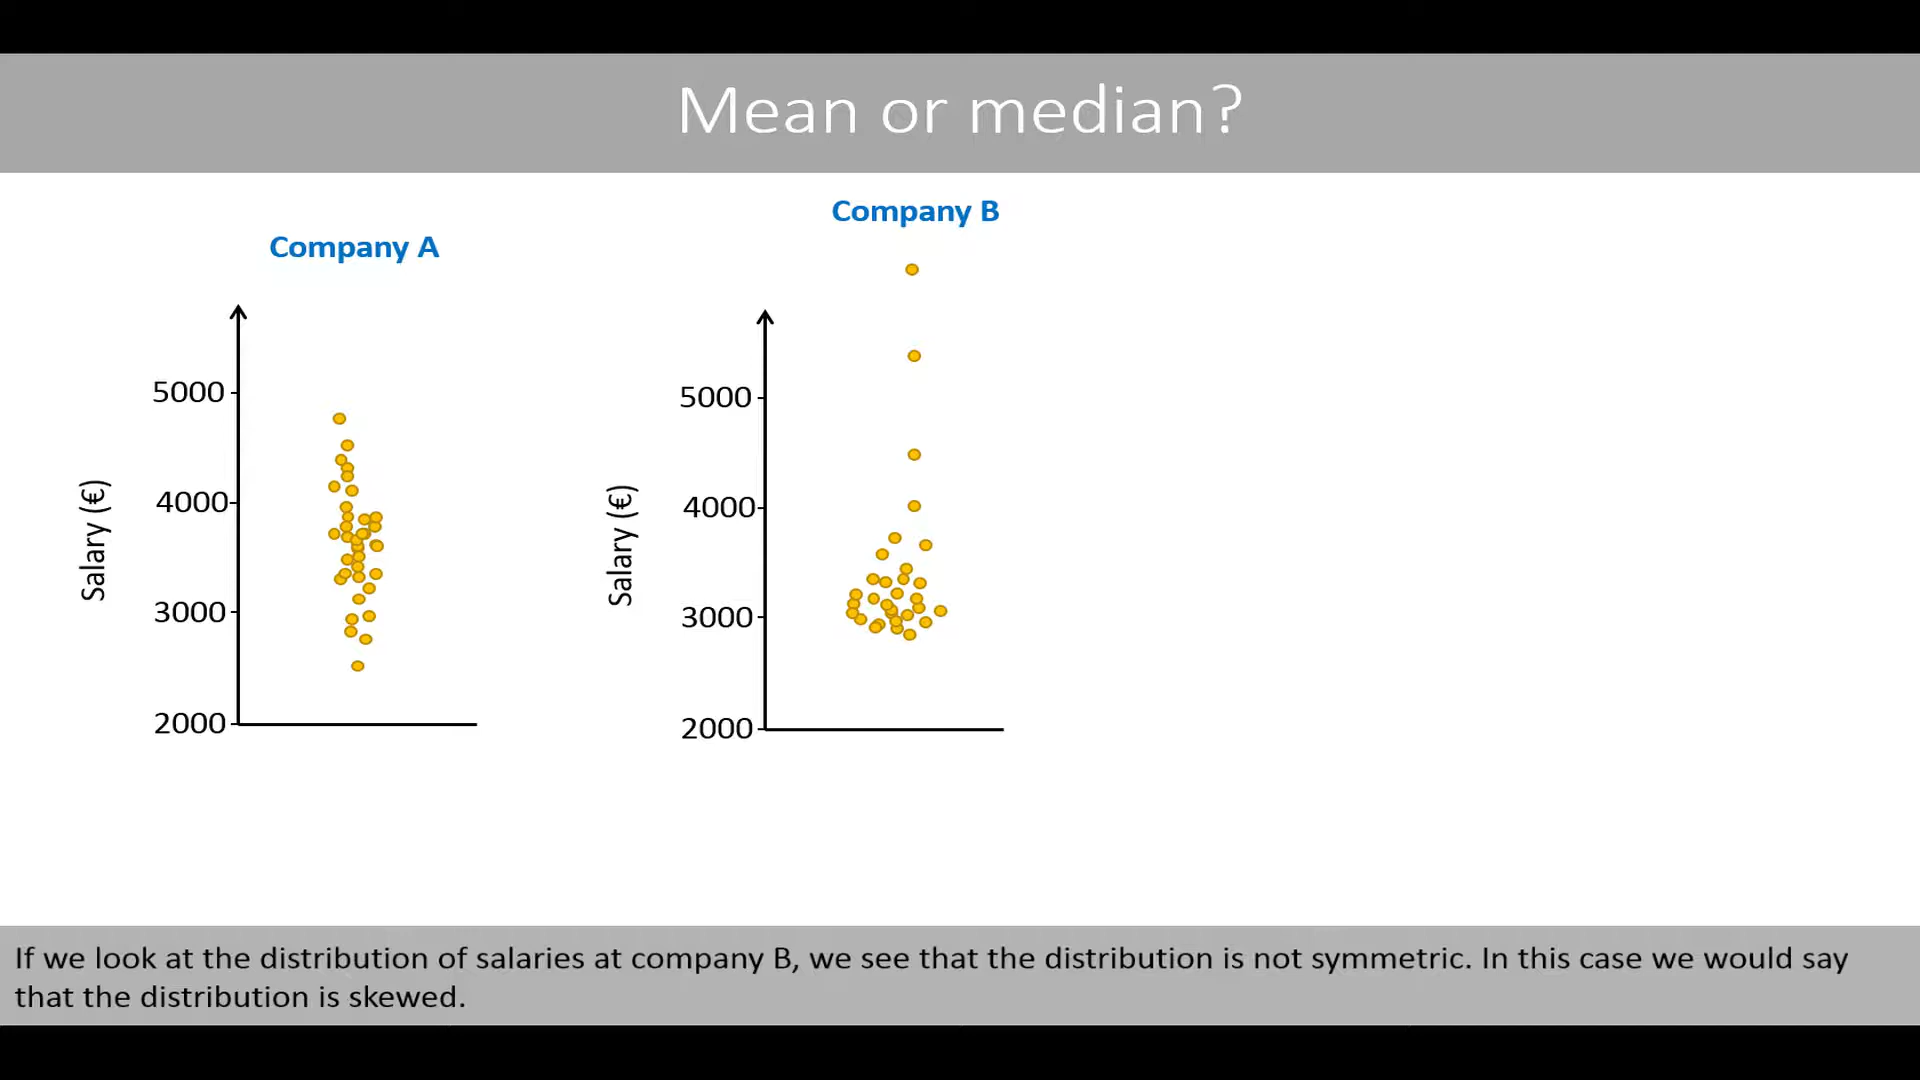 Mean or median?
Company A
Company B
Salary (€)
5000
4000
3000
2000
Salary (€)
5000
4000
3000
2000
If we look at the distribution of salaries at company B, we see that the distribution is not symmetric. In this case we would say
that the distribution is skewed.